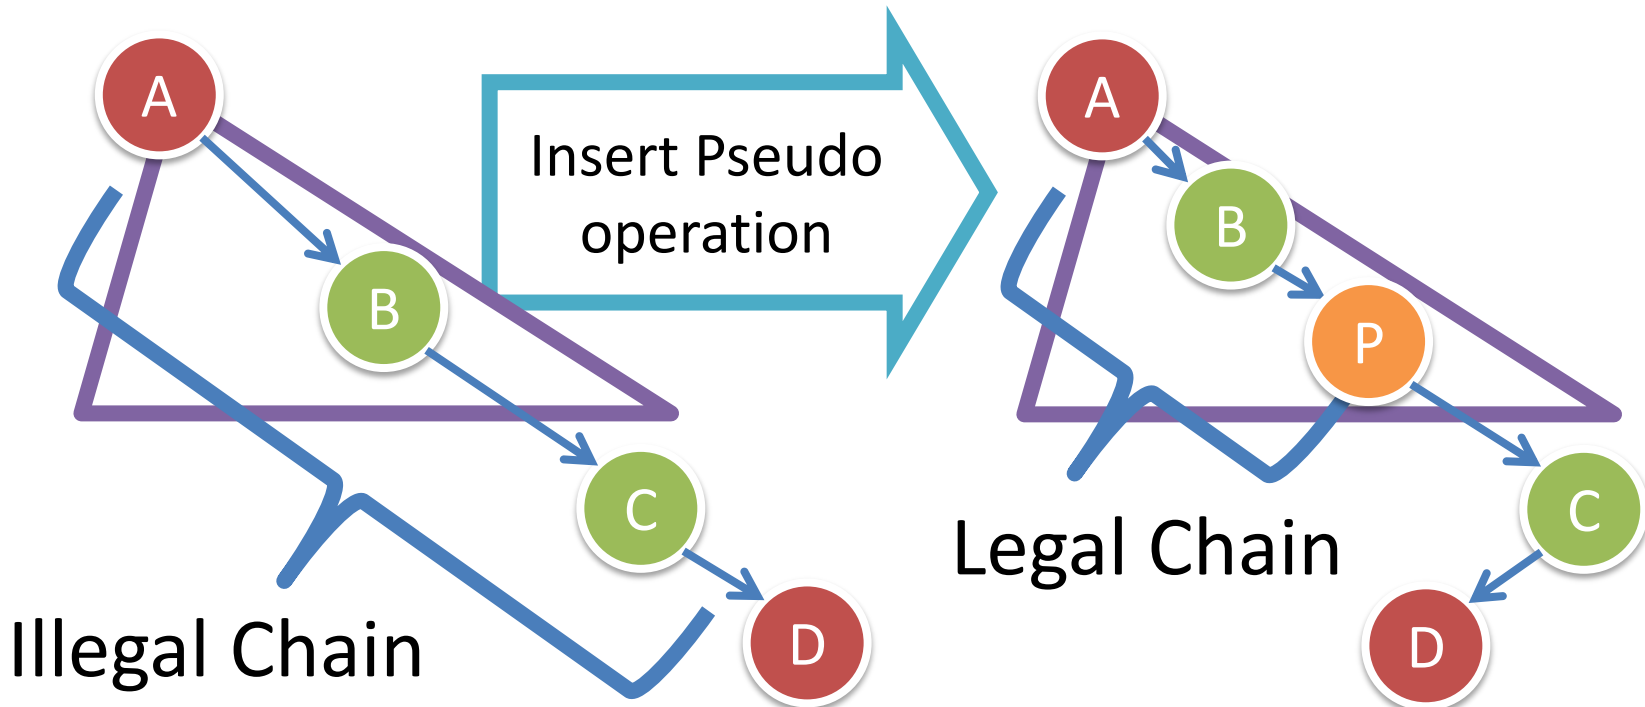 A
B
C
D
Illegal Chain
Insert Pseudo
operation
A
B
P
C
D
Legal Chain